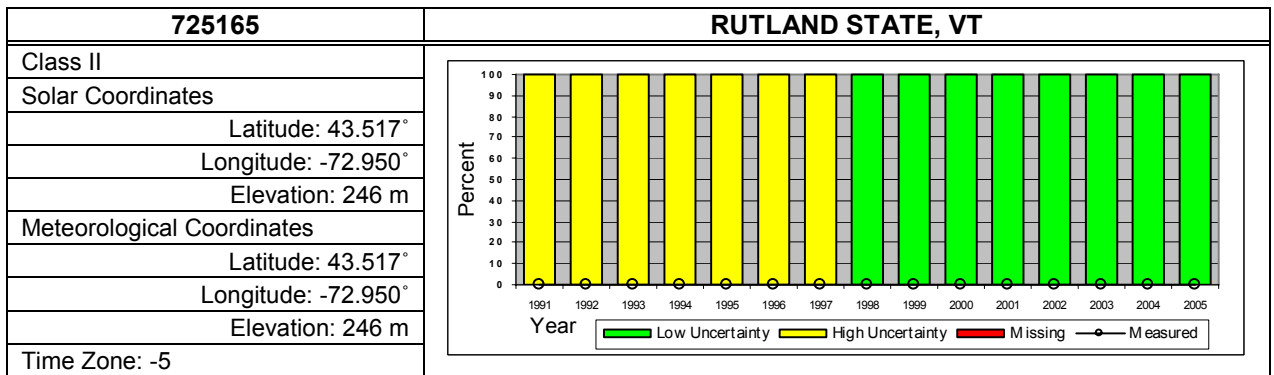 725165
RUTLAND STATE, VT
Class II
Solar Coordinates
Latitude: 43.517˚
Longitude: -72.950˚
Elevation: 246 m
Meteorological Coordinates
Latitude: 43.517˚
Longitude: -72.950˚
Elevation: 246 m
Time Zone: -5
Percent
100
90
80
70
60
50
40
30
20
10
0
1991 1992 1993 1994 1995 1996 1997 1998 1999 2000 2001 2002 2003 2004 2005
Year
Low Uncertainty High Uncertainty Missing Measured